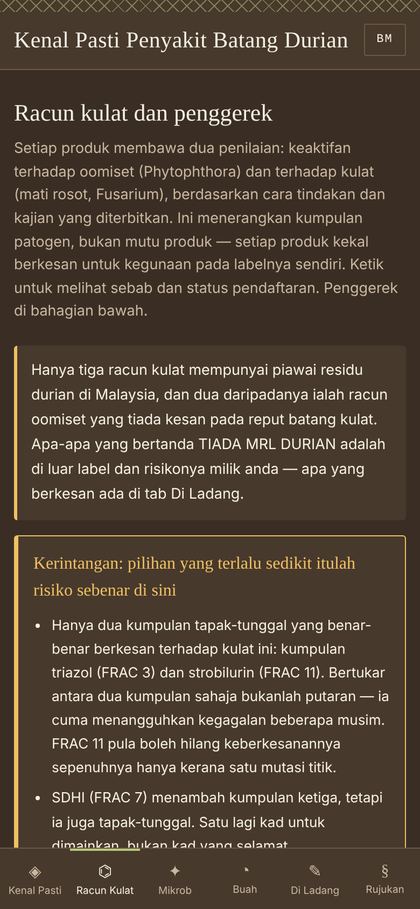 Kenal Pasti Penyakit Batang Durian
BM
Racun kulat dan penggerek
Setiap produk membawa dua penilaian: keaktifan
terhadap oomiset (Phytophthora) dan terhadap kulat
(mati rosot, Fusarium), berdasarkan cara tindakan dan
kajian yang diterbitkan. Ini menerangkan kumpulan
patogen, bukan mutu produk — setiap produk kekal
berkesan untuk kegunaan pada labelnya sendiri. Ketik
untuk melihat sebab dan status pendaftaran. Penggerek
di bahagian bawah.
Hanya tiga racun kulat mempunyai piawai residu
durian di Malaysia, dan dua daripadanya ialah racun
oomiset yang tiada kesan pada reput batang kulat.
Apa-apa yang bertanda TIADA MRL DURIAN adalah
di luar label dan risikonya milik anda — apa yang
berkesan ada di tab Di Ladang.
Kerintangan: pilihan yang terlalu sedikit itulah
risiko sebenar di sini
• Hanya dua kumpulan tapak-tunggal yang benar-
benar berkesan terhadap kulat ini: kumpulan
triazol (FRAC 3) dan strobilurin (FRAC 11). Bertukar
antara dua kumpulan sahaja bukanlah putaran — ia
cuma menangguhkan kegagalan beberapa musim.
FRAC 11 pula boleh hilang keberkesanannya
sepenuhnya hanya kerana satu mutasi titik.
• SDHI (FRAC 7) menambah kumpulan ketiga, tetapi
ia juga tapak-tunggal. Satu lagi kad untuk
dimainkan, bukan kad yang selamat.
Kenal Pasti
Racun Kulat
Mikrob
Buah
Di Ladang
§
Rujukan